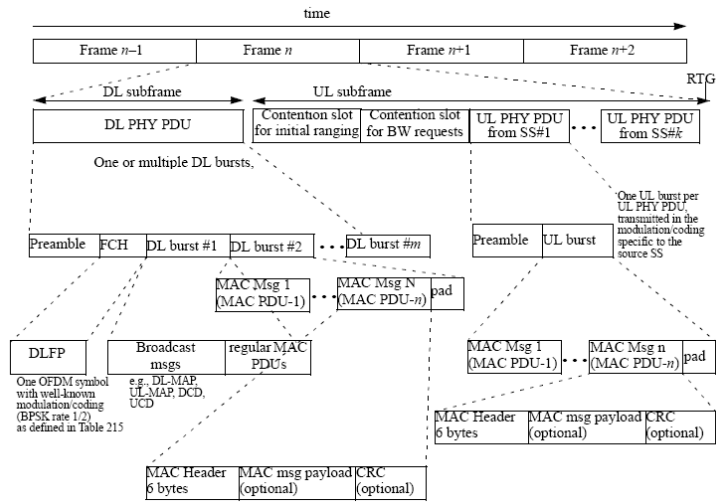 time
Frame n–1
Frame n
Frame n+1
Frame n+2
RTG
DL subframe
UL subframe
DL PHY PDU
Contention slot
for initial ranging
Contention slot
for BW requests
UL PHY PDU
from SS#1
•••
UL PHY PDU
from SS#k
One or multiple DL bursts,
One UL burst per
UL PHY PDU,
transmitted in the
modulation/coding
specific to the
source SS
Preamble
FCH
DL burst #1
DL burst #2
•••
DL burst #m
Preamble
UL burst
MAC Msg 1
(MAC PDU-1)
•••
MAC Msg N
(MAC PDU-n)
pad
DLFP
Broadcast
msgs
regular MAC
PDUs
MAC Msg 1
(MAC PDU-1)
•••
MAC Msg n
(MAC PDU-n)
pad
One OFDM symbol
with well-known
modulation/coding
(BPSK rate 1/2)
as defined in Table 215
e.g., DL-MAP,
UL-MAP, DCD,
UCD
MAC Header
6 bytes
MAC msg payload
(optional)
CRC
(optional)
MAC Header
6 bytes
MAC msg payload
(optional)
CRC
(optional)